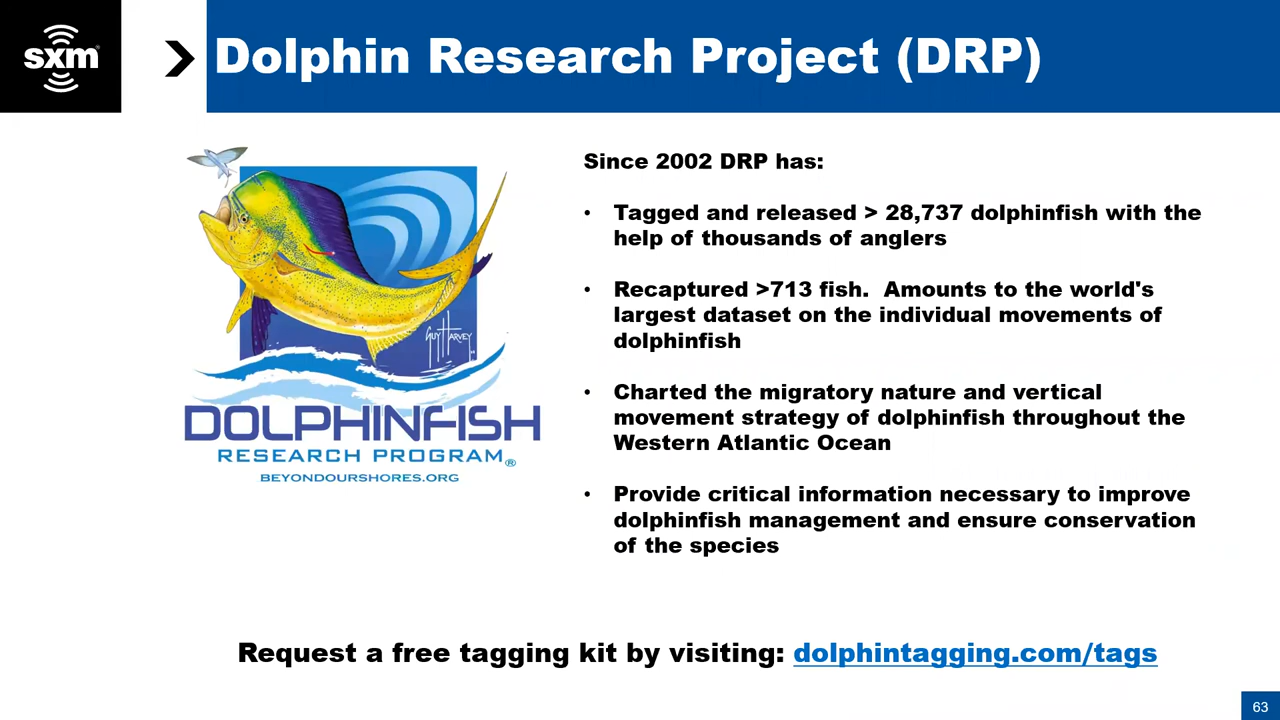 sxm
Dolphin Research Project (DRP)
Since 2002 DRP has:
• Tagged and released > 28,737 dolphinfish with the
help of thousands of anglers
• Recaptured >713 fish.  Amounts to the world's
largest dataset on the individual movements of
dolphinfish
• Charted the migratory nature and vertical
movement strategy of dolphinfish throughout the
Western Atlantic Ocean
• Provide critical information necessary to improve
dolphinfish management and ensure conservation
of the species
GUY HARVEY
DOLPHINFISH
RESEARCH PROGRAM®
BEYONDOURSHORES.ORG
Request a free tagging kit by visiting: dolphintagging.com/tags
63